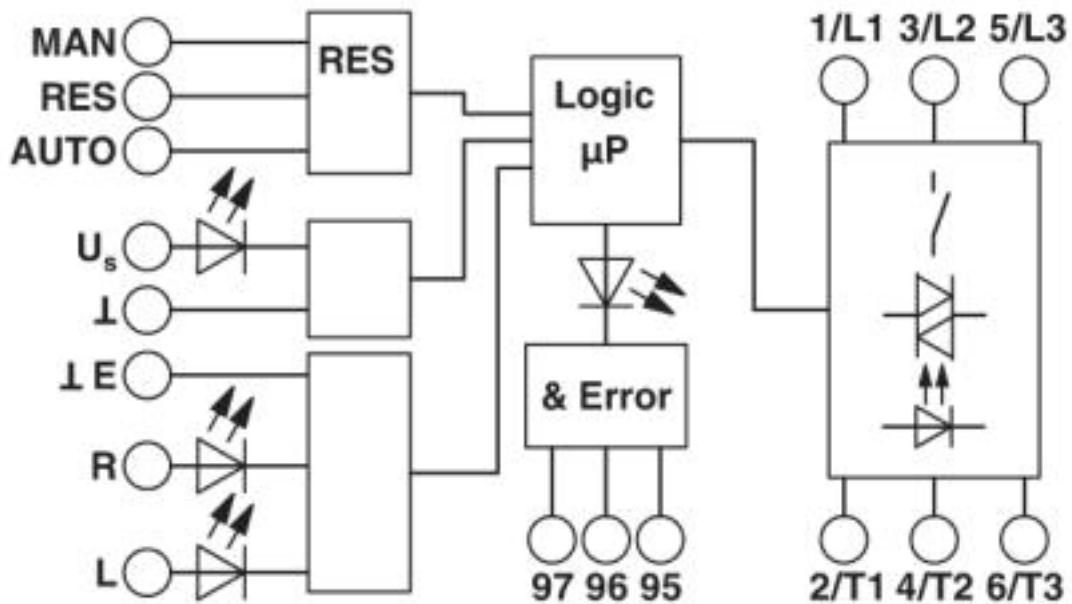 MAN
RES
AUTO
RES
U_s
⊥
⊥ E
R
L
Logic
µP
& Error
97 96 95
1/L1 3/L2 5/L3
2/T1 4/T2 6/T3